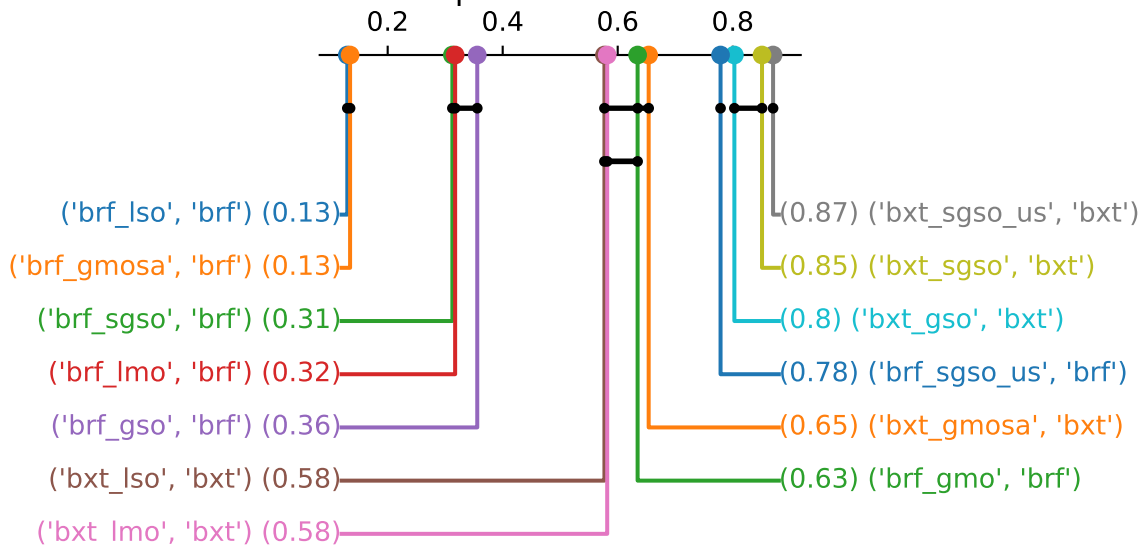 0.2 0.4 0.6 0.8
('brf_lso', 'brf') (0.13)
(0.87) ('bxt_sgso_us', 'bxt')
('brf_gmosa', 'brf') (0.13)
(0.85) ('bxt_sgso', 'bxt')
('brf_sgso', 'brf') (0.31)
(0.8) ('bxt_gso', 'bxt')
('brf_lmo', 'brf') (0.32)
(0.78) ('brf_sgso_us', 'brf')
('brf_gso', 'brf') (0.36)
(0.65) ('bxt_gmosa', 'bxt')
('bxt_lso', 'bxt') (0.58)
(0.63) ('brf_gmo', 'brf')
('bxt_lmo', 'bxt') (0.58)